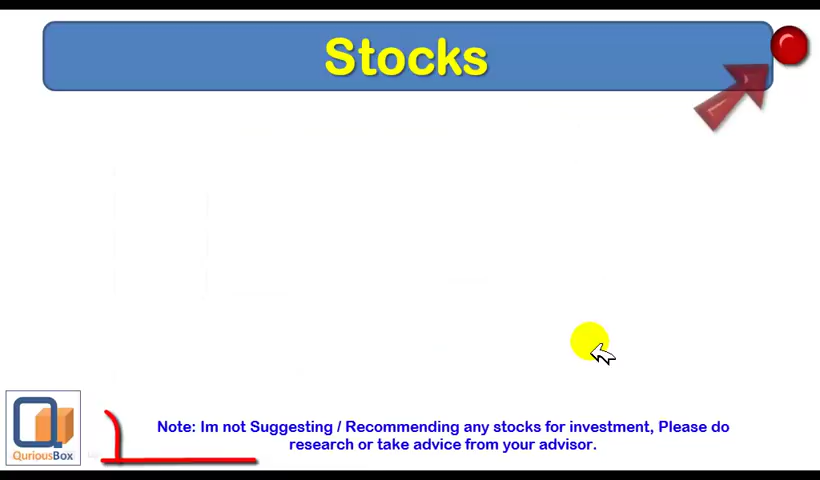 Stocks
Note: Im not Suggesting / Recommending any stocks for investment, Please do
research or take advice from your advisor.
QuriousBox